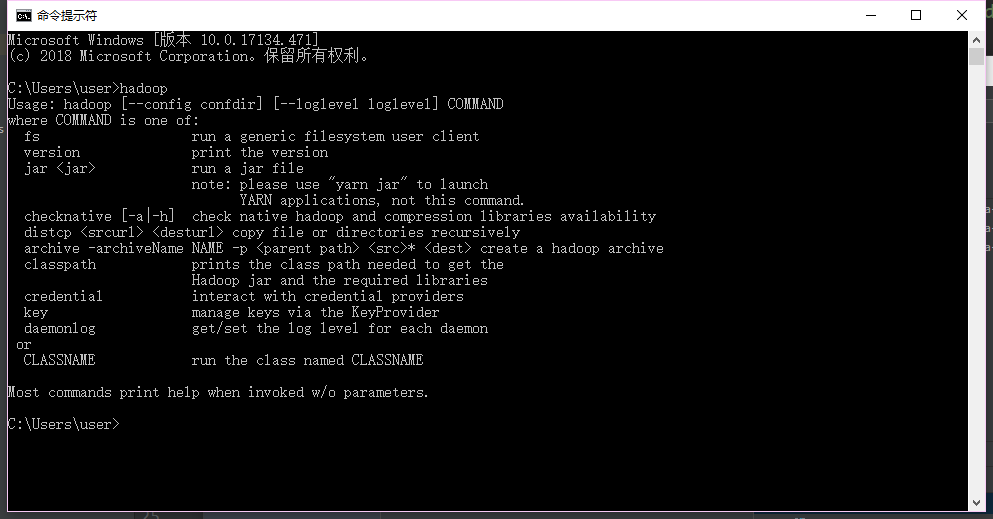 命令提示符
Microsoft Windows [版本 10.0.17134.471]
(c) 2018 Microsoft Corporation。保留所有权利。
C:\Users\user>hadoop
Usage: hadoop [--config confdir] [--loglevel loglevel] COMMAND
where COMMAND is one of:
fs                   run a generic filesystem user client
version              print the version
jar <jar>            run a jar file
note: please use "yarn jar" to launch
YARN applications, not this command.
checknative [-a|-h]  check native hadoop and compression libraries availability
distcp <srcurl> <desturl> copy file or directories recursively
archive -archiveName NAME -p <parent path> <src>* <dest> create a hadoop archive
classpath            prints the class path needed to get the
Hadoop jar and the required libraries
credential           interact with credential providers
key                  manage keys via the KeyProvider
daemonlog            get/set the log level for each daemon
or
CLASSNAME            run the class named CLASSNAME
Most commands print help when invoked w/o parameters.
C:\Users\user>